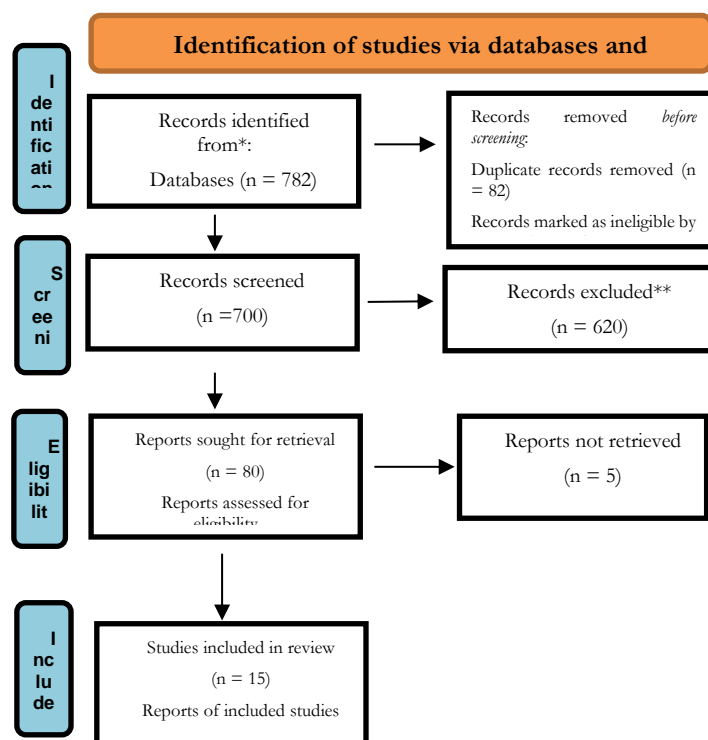 Identification of studies via databases and
I
de
nti
fic
ati
on
Records identified
from*:
Databases (n = 782)
Records removed before
screening:
Duplicate records removed (n
= 82)
Records marked as ineligible by
S
cr
ee
ni
Records screened
(n =700)
Records excluded**
(n = 620)
E
lig
ibi
lit
Reports sought for retrieval
(n = 80)
Reports assessed for
eligibility
Reports not retrieved
(n = 5)
I
nc
lu
de
Studies included in review
(n = 15)
Reports of included studies